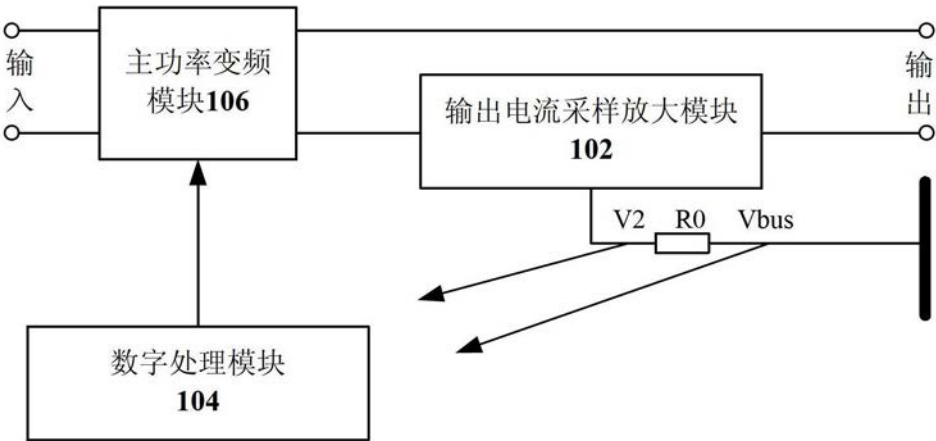 输入
主功率变频
模块106
输出电流采样放大模块
102
输出
V2 R0 Vbus
数字处理模块
104